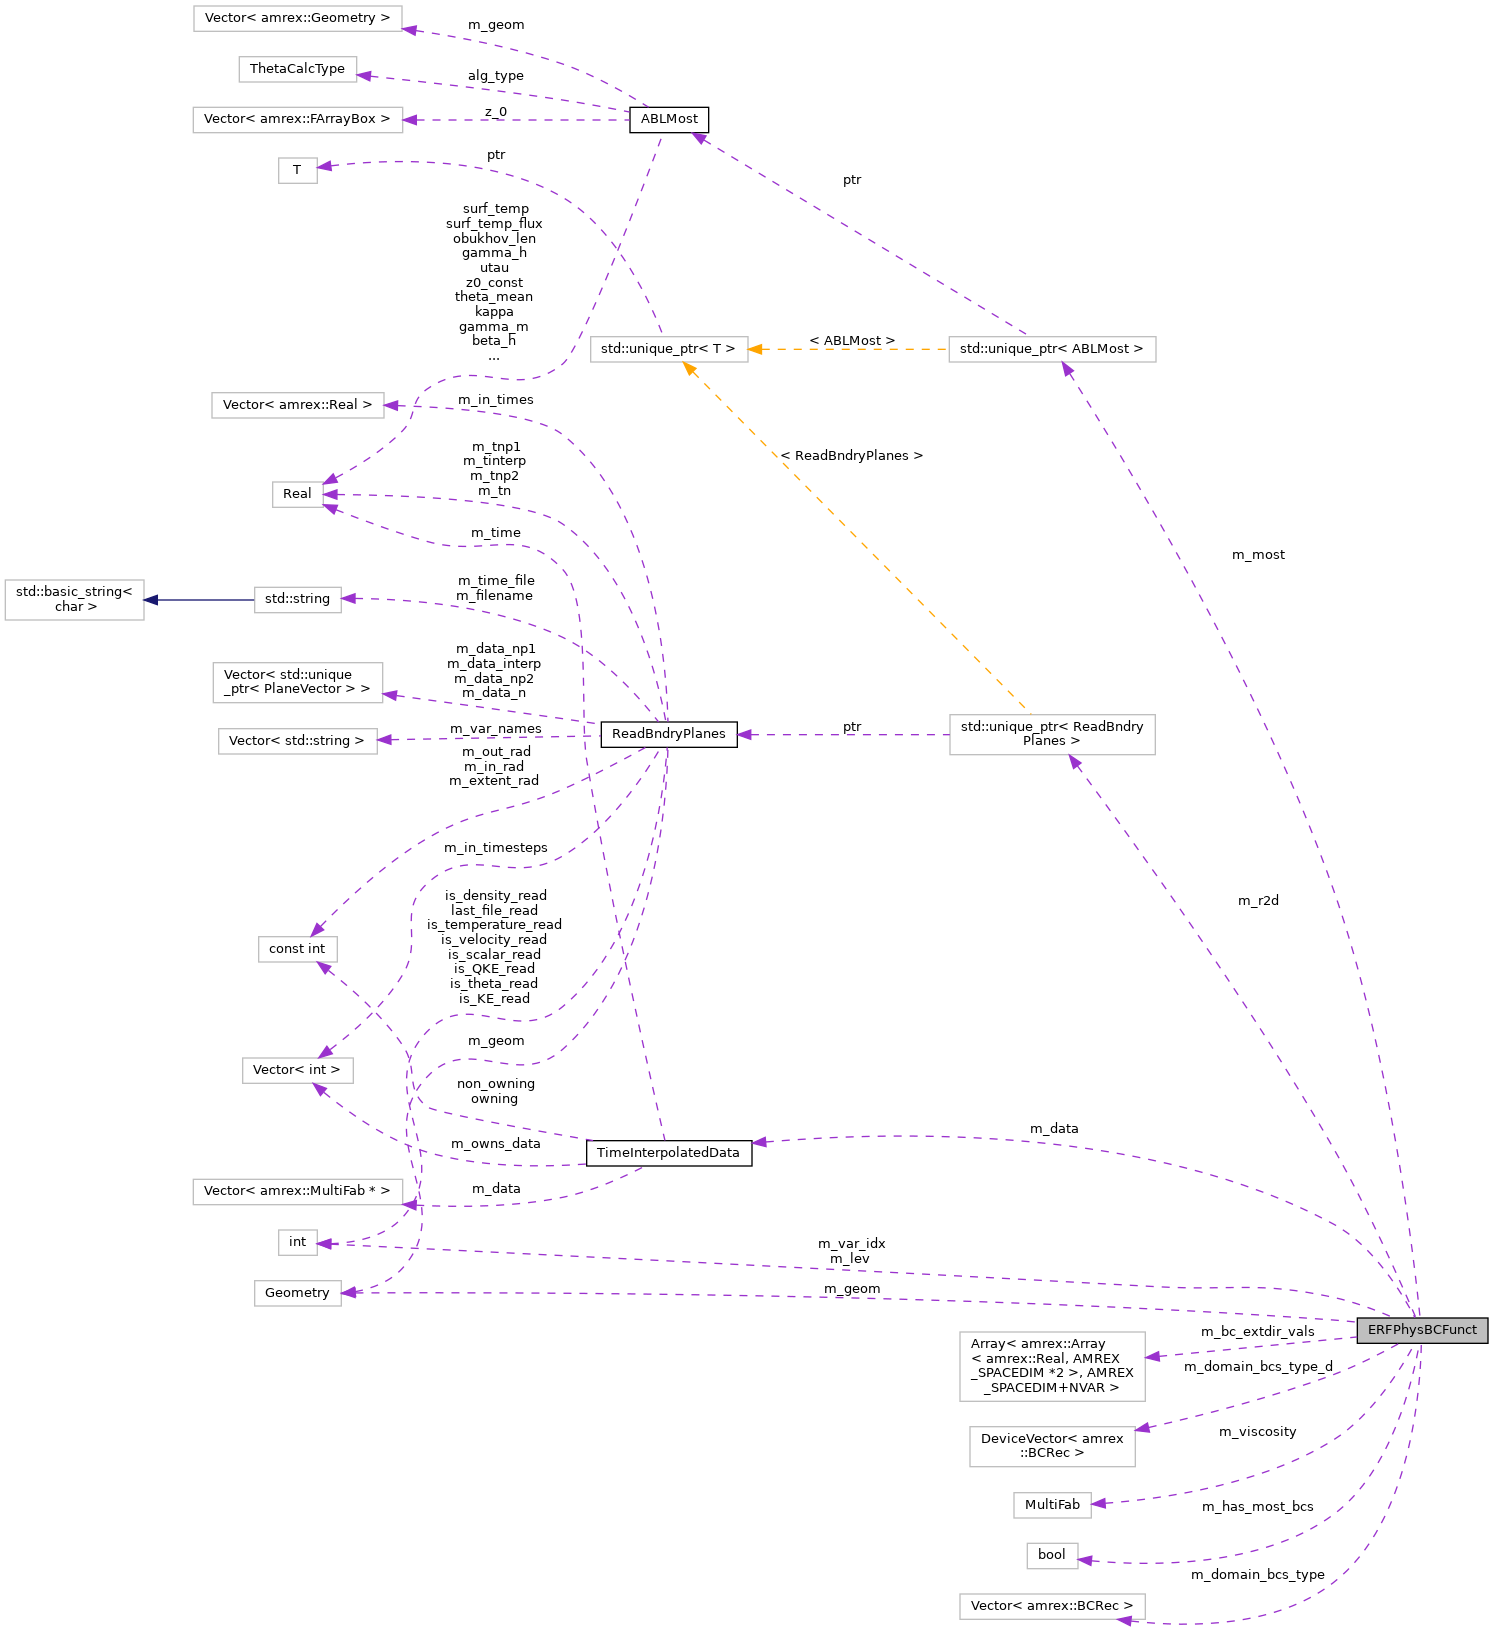 Vector< amrex::Geometry >
m_geom
ThetaCalcType
alg_type
Vector< amrex::FArrayBox >
z_0
ABLMost
T
ptr
ptr
surf_temp
surf_temp_flux
obukhov_len
gamma_h
utau
z0_const
theta_mean
kappa
gamma_m
beta_h
...
std::unique_ptr< T >
< ABLMost >
std::unique_ptr< ABLMost >
Vector< amrex::Real >
m_in_times
m_tnp1
m_tinterp
m_tnp2
m_tn
< ReadBndryPlanes >
Real
m_time
m_most
std::basic_string<
char >
std::string
m_time_file
m_filename
Vector< std::unique
_ptr< PlaneVector > >
m_data_np1
m_data_interp
m_data_np2
m_data_n
Vector< std::string >
m_var_names
ReadBndryPlanes
ptr
std::unique_ptr< ReadBndry
Planes >
m_out_rad
m_in_rad
m_extent_rad
m_in_timesteps
is_density_read
last_file_read
is_temperature_read
is_velocity_read
is_scalar_read
is_QKE_read
is_theta_read
is_KE_read
m_r2d
const int
m_geom
Vector< int >
non_owning
owning
m_owns_data
TimeInterpolatedData
m_data
Vector< amrex::MultiFab * >
m_data
int
m_var_idx
m_lev
Geometry
m_geom
ERFPhysBCFunct
Array< amrex::Array
< amrex::Real, AMREX
_SPACEDIM *2 >, AMREX
_SPACEDIM+NVAR >
m_bc_extdir_vals
m_domain_bcs_type_d
DeviceVector< amrex
::BCRec >
m_viscosity
MultiFab
m_has_most_bcs
bool
m_domain_bcs_type
Vector< amrex::BCRec >